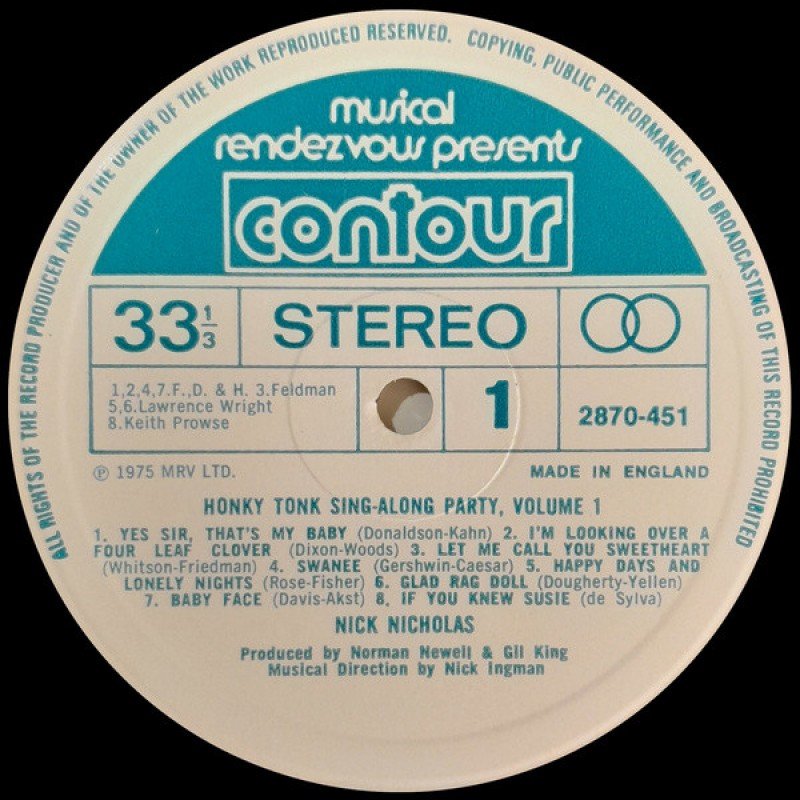 ALL RIGHTS OF THE RECORD PRODUCER AND OF THE OWNER OF THE WORK REPRODUCED RESERVED. COPYING, PUBLIC PERFORMANCE AND BROADCASTING OF THIS RECORD PROHIBITED
musical
rendezvous presents
contour
33 1/3 STEREO
1,2,4,7.F.,D. & H. 3.Feldman
5,6.Lawrence Wright
8.Keith Prowse
1
2870-451
℗ 1975 MRV LTD. MADE IN ENGLAND
HONKY TONK SING-ALONG PARTY, VOLUME 1
1. YES SIR, THAT'S MY BABY (Donaldson-Kahn) 2. I'M LOOKING OVER A
FOUR LEAF CLOVER (Dixon-Woods) 3. LET ME CALL YOU SWEETHEART
(Whitson-Friedman) 4. SWANEE (Gershwin-Caesar) 5. HAPPY DAYS AND
LONELY NIGHTS (Rose-Fisher) 6. GLAD RAG DOLL (Dougherty-Yellen)
7. BABY FACE (Davis-Akst) 8. IF YOU KNEW SUSIE (de Sylva)
NICK NICHOLAS
Produced by Norman Newell & Gil King
Musical Direction by Nick Ingman